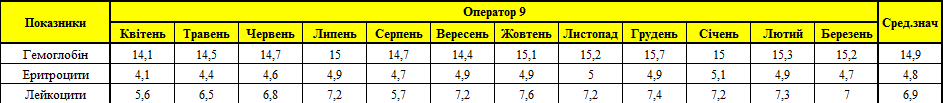 Показники Оператор 9 Сред.знач
Квітень Травень Червень Липень Серпень Вересень Жовтень Листопад Грудень Січень Лютий Березень
Гемоглобін 14,1 14,5 14,7 15 14,7 14,4 15,1 15,2 15,7 15 15,3 15,2 14,9
Еритроцити 4,1 4,4 4,6 4,9 4,7 4,9 4,9 5 4,9 5,1 4,9 4,7 4,8
Лейкоцити 5,6 6,5 6,8 7,2 5,7 7,2 7,6 7,2 7,4 7,2 7,3 7 6,9